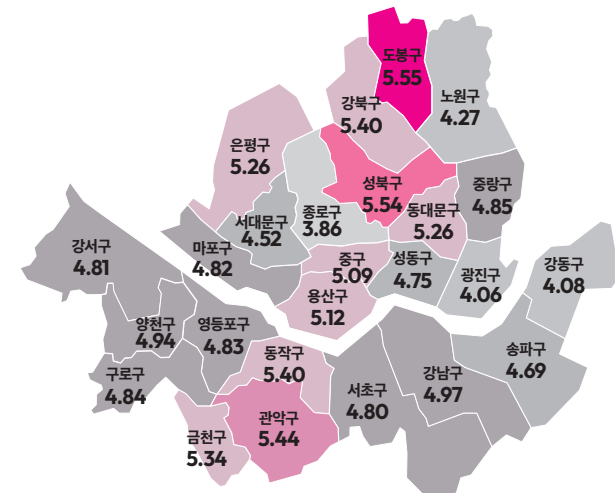 도봉구
5.55
강북구
5.40
노원구
4.27
은평구
5.26
성북구
5.54
중랑구
4.85
동대문구
5.26
종로구
3.86
서대문구
4.52
강서구
4.81
마포구
4.82
중구
5.09
성동구
4.75
광진구
4.06
강동구
4.08
용산구
5.12
양천구
4.94
영등포구
4.83
동작구
5.40
송파구
4.69
구로구
4.84
서초구
4.80
강남구
4.97
관악구
5.44
금천구
5.34